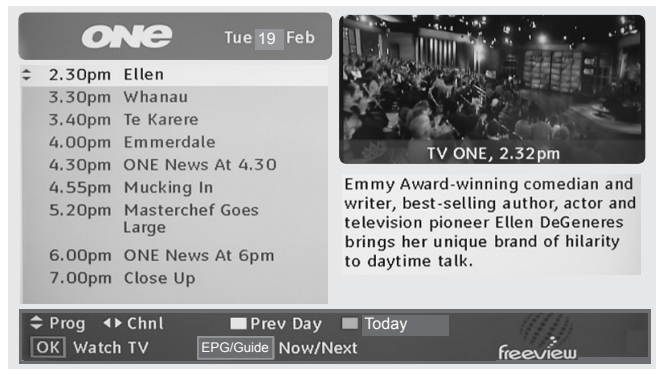 ONE
Tue 19 Feb
2.30pm Ellen
3.30pm Whanau
3.40pm Te Karere
4.00pm Emmerdale
4.30pm ONE News At 4.30
4.55pm Mucking In
5.20pm Masterchef Goes
Large
6.00pm ONE News At 6pm
7.00pm Close Up
TV ONE, 2.32pm
Emmy Award-winning comedian and
writer, best-selling author, actor and
television pioneer Ellen DeGeneres
brings her unique brand of hilarity
to daytime talk.
Prog Chnl Prev Day Today
OK Watch TV EPG/Guide Now/Next
freeview